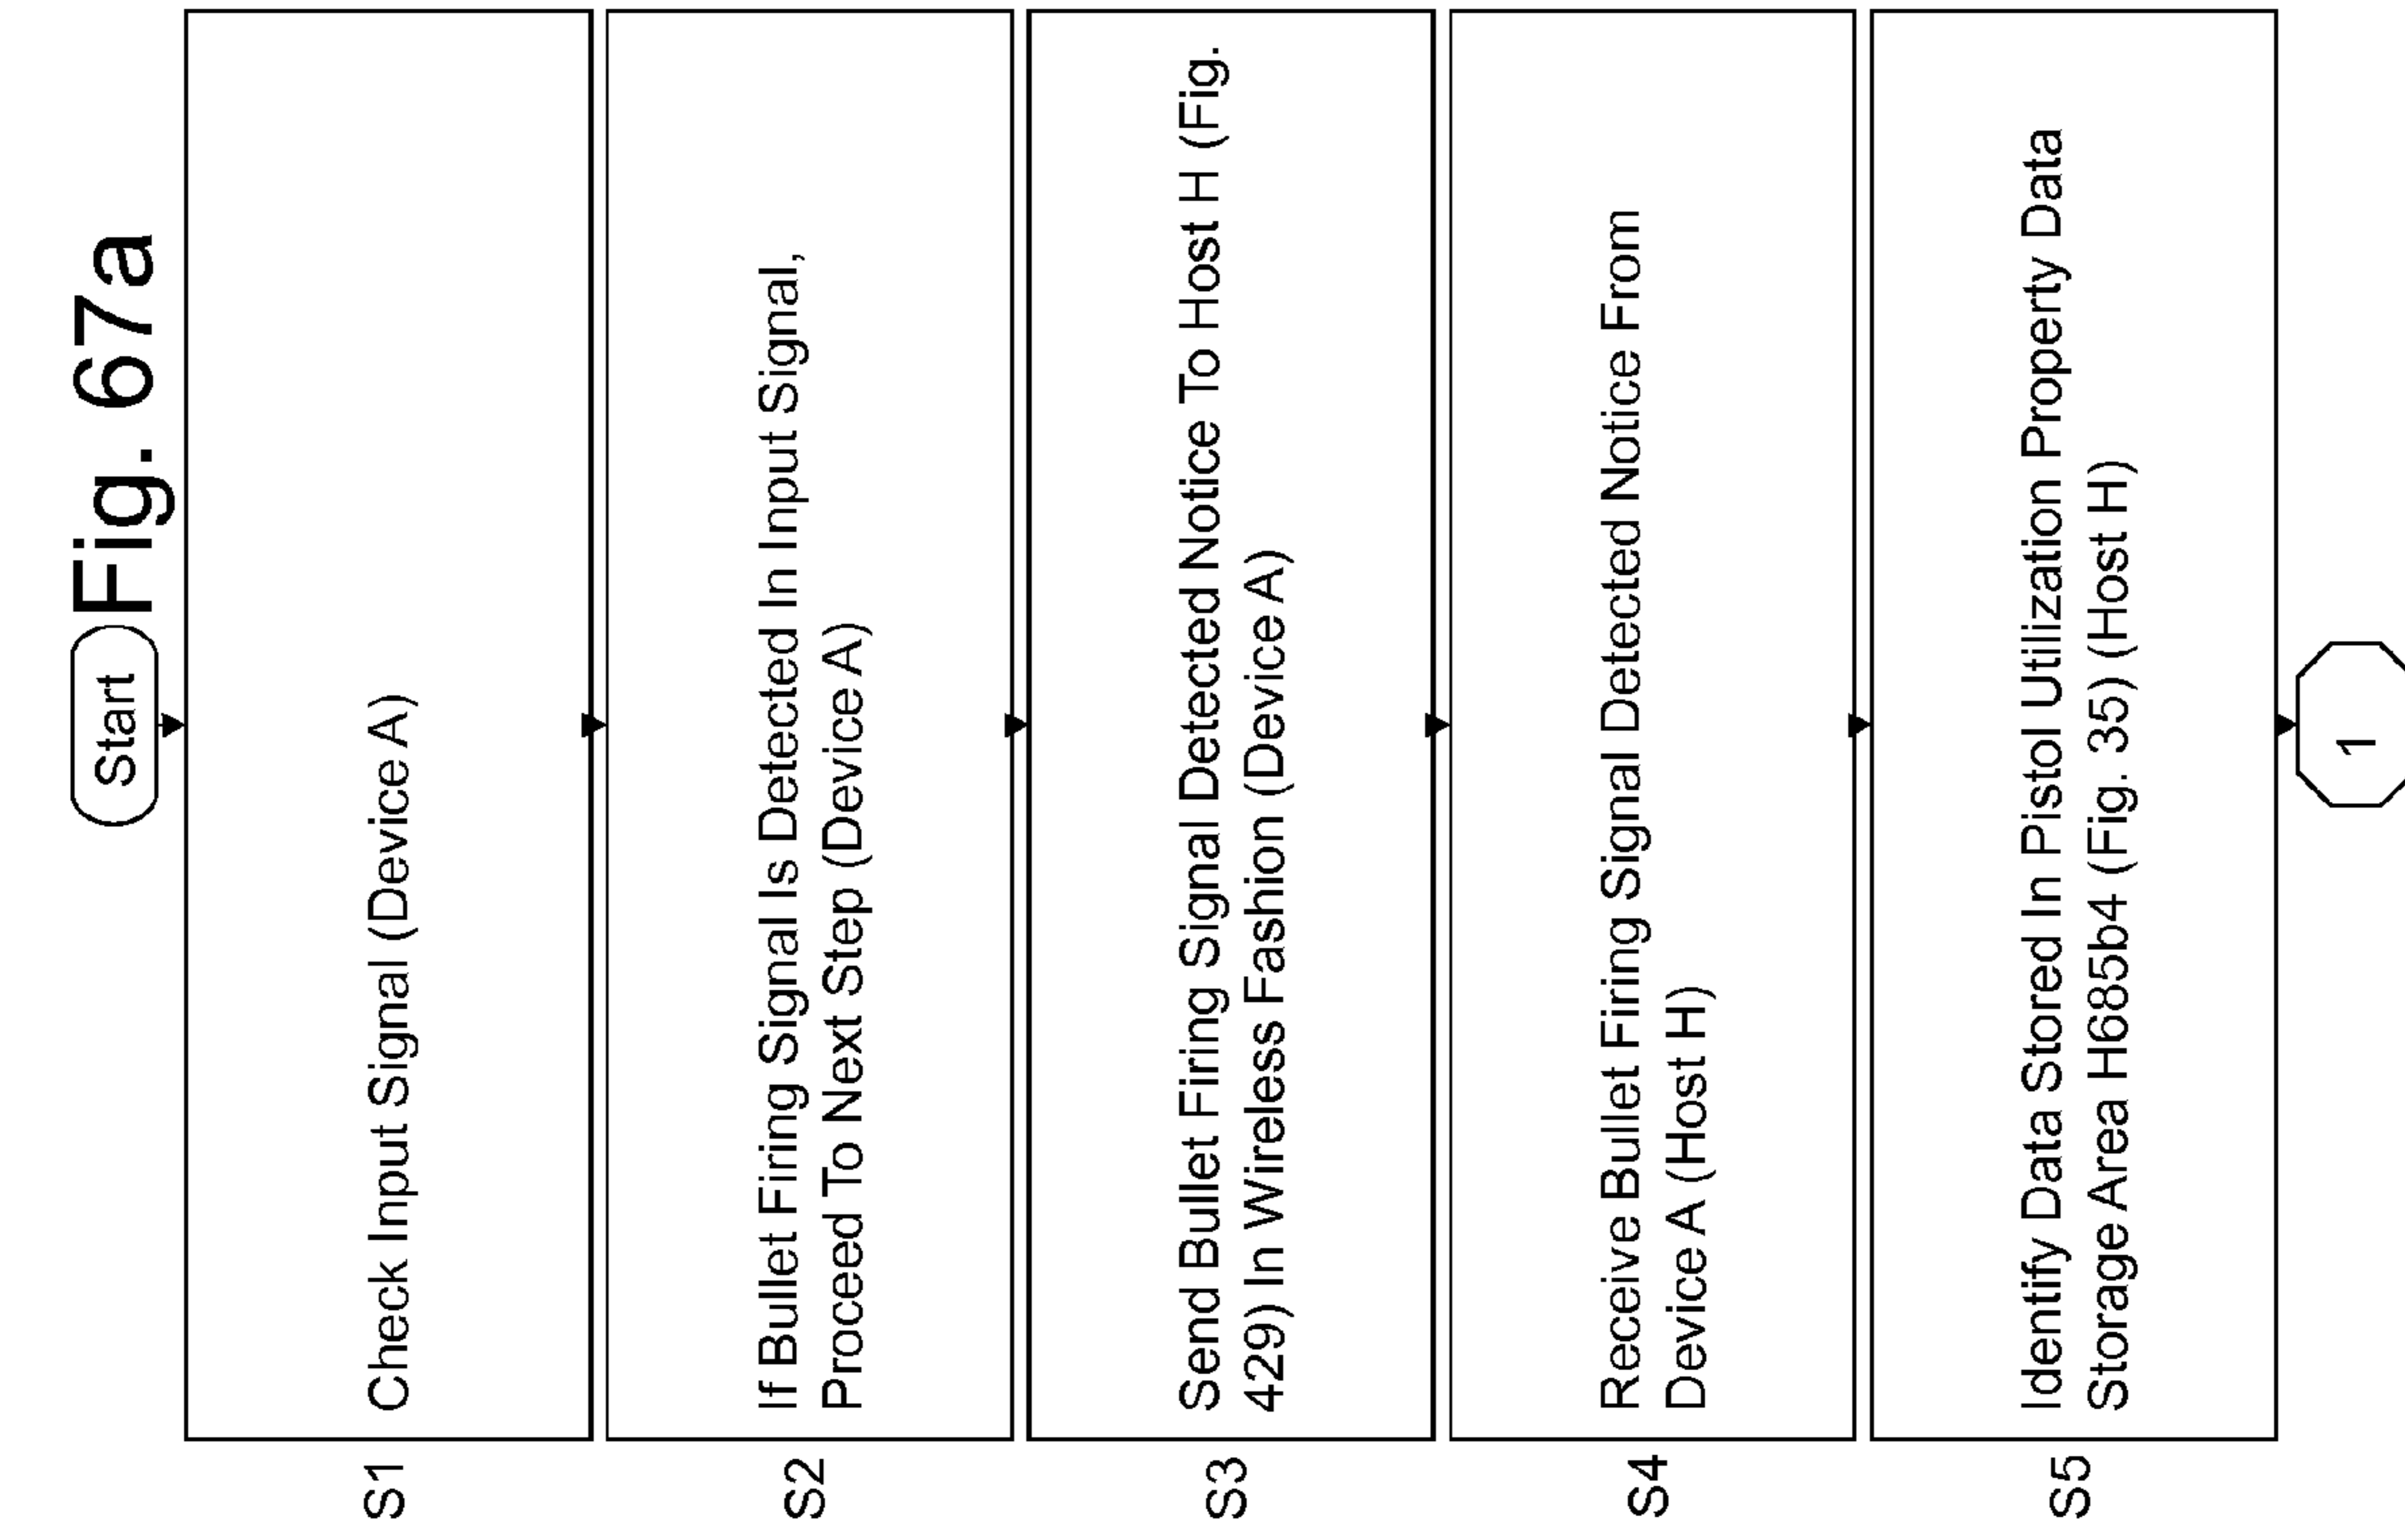 Fig. 67a
Start
S1
Check Input Signal (Device A)
S2
If Bullet Firing Signal Is Detected In Input Signal,
Proceed To Next Step (Device A)
S3
Send Bullet Firing Signal Detected Notice To Host H (Fig.
429) In Wireless Fashion (Device A)
S4
Receive Bullet Firing Signal Detected Notice From
Device A (Host H)
S5
Identify Data Stored In Pistol Utilization Property Data
Storage Area H685b4 (Fig. 35) (Host H)
1